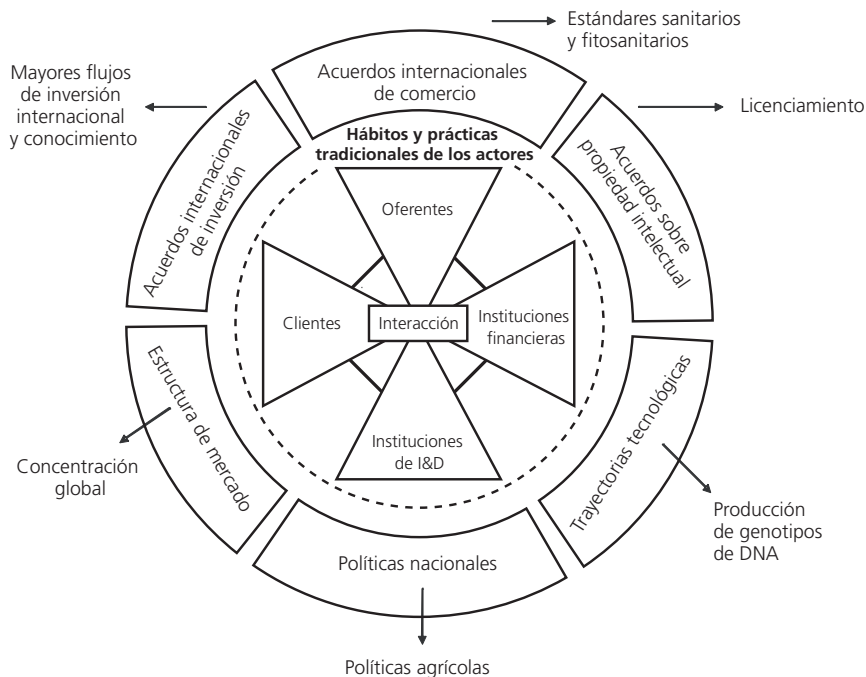 Estándares sanitarios
y fitosanitarios
Acuerdos internacionales
de comercio
Mayores flujos
de inversión
internacional
y conocimiento
Licenciamiento
Acuerdos internacionales
de inversión
Hábitos y prácticas
tradicionales de los actores
Acuerdos sobre
propiedad intelectual
Oferentes
Clientes
Interacción
Instituciones
financieras
Instituciones
de I&D
Estructura de mercado
Trayectorias tecnológicas
Concentración
global
Producción
de genotipos
de DNA
Políticas nacionales
Políticas agrícolas